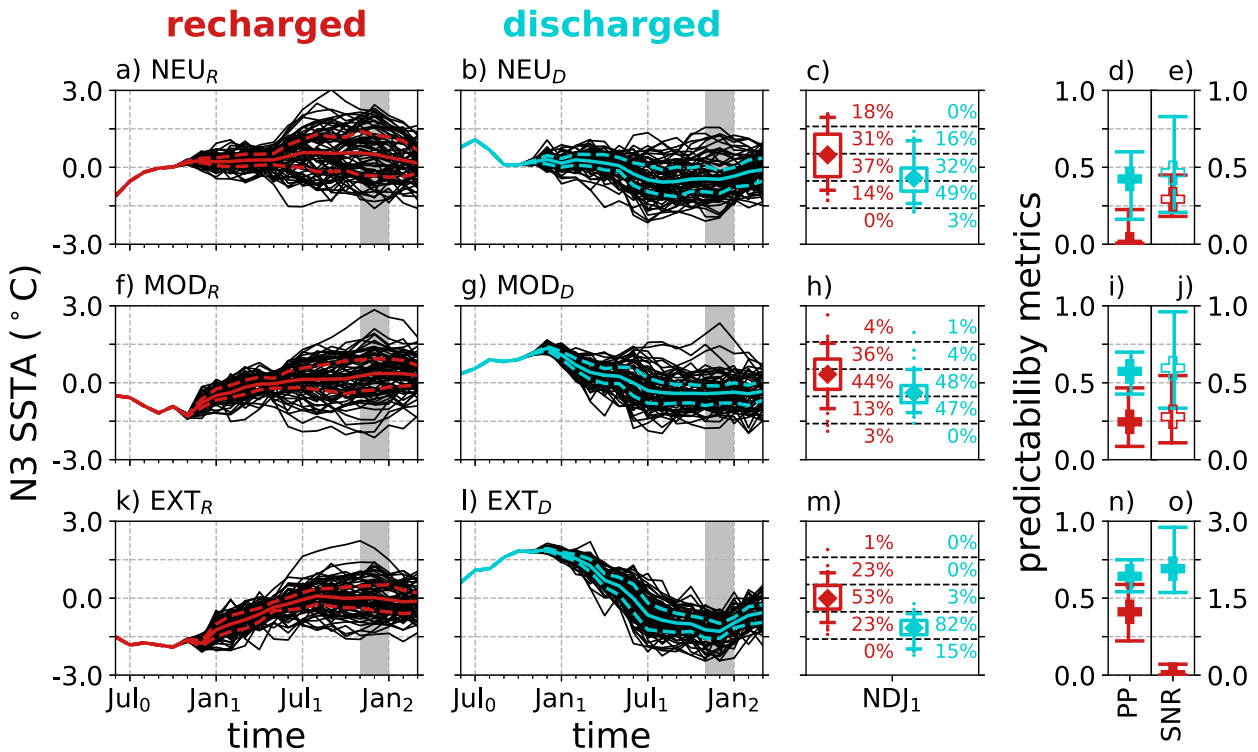 recharged discharged
a) NEU_R b) NEU_D c) d) e)
3.0 18% 0% 1.0 1.0
31% 16%
0.0 37% 32% 0.5 0.5
14% 49%
-3.0 0% 3% 0.0 0.0
N3 SSTA (°C)
predictabiliby metrics
f) MOD_R g) MOD_D h) i) j)
3.0 4% 1% 1.0 1.0
36% 4%
0.0 44% 48% 0.5 0.5
13% 47%
-3.0 3% 0% 0.0 0.0
k) EXT_R l) EXT_D m) n) o)
3.0 1% 0% 1.0 3.0
23% 0%
0.0 53% 3% 0.5 1.5
23% 82%
-3.0 0% 15% 0.0 0.0
Jul₀ Jan₁ Jul₁ Jan₂ Jul₀ Jan₁ Jul₁ Jan₂ NDJ₁ PP SNR
time time